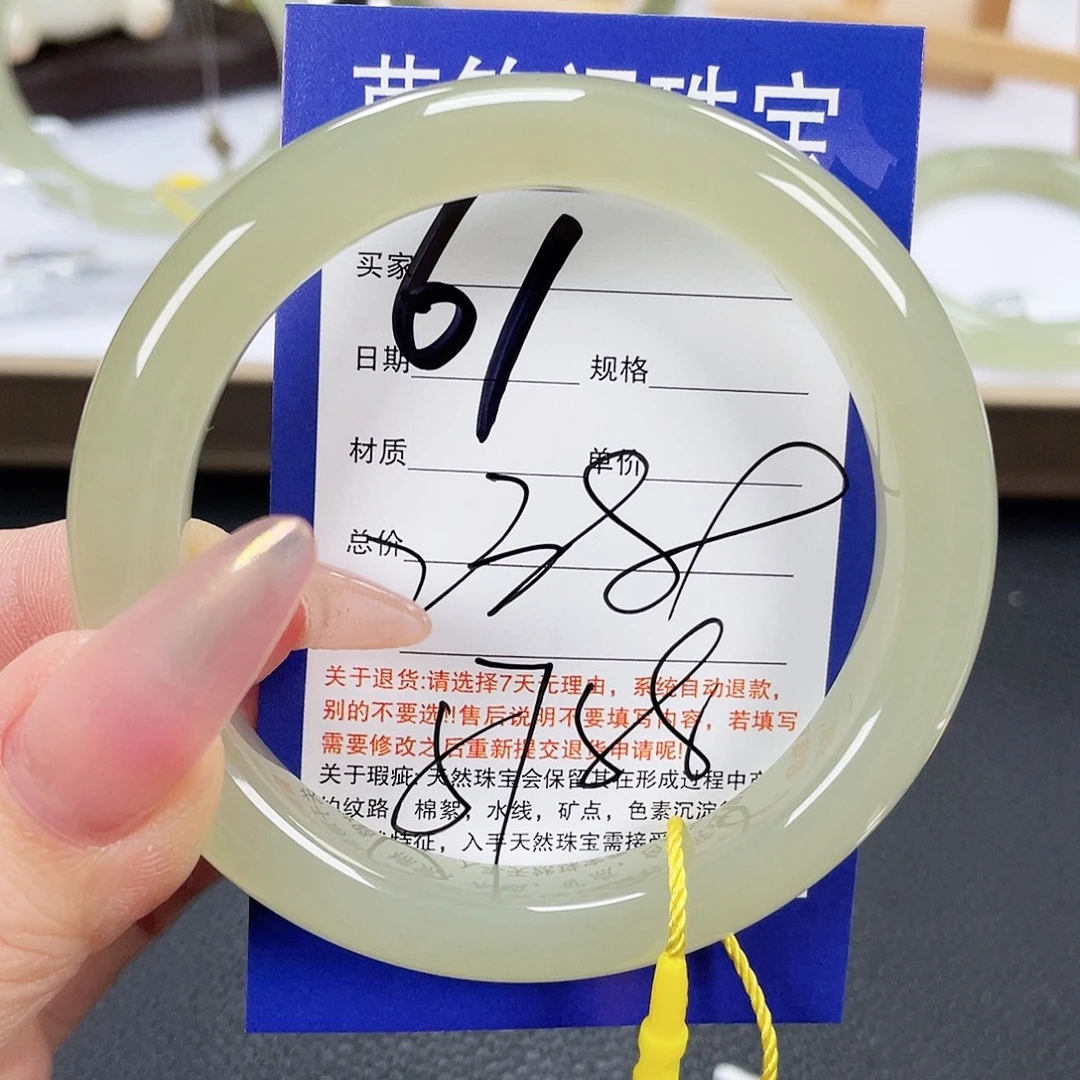 珠宝
买家
61
日期 规格
材质 单价
总价
8788
关于退货:请选择7天无理由，系统自动退款，
别的不要选!!售后说明不要填写内容，若填写
需要修改之后重新提交退货申请呢!
关于瑕疵:天然珠宝会保留其在形成过程中
纹路，棉絮，水线，矿点，色素沉淀
特征，入手天然珠宝需接受